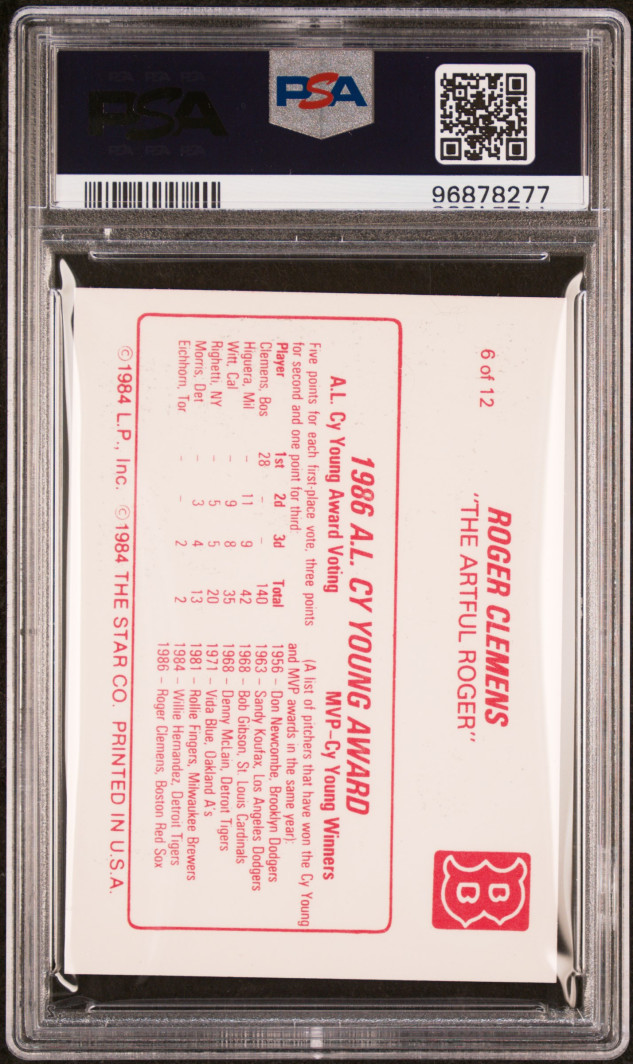 PSA
PSA
96878277
6 of 12
ROGER CLEMENS
"THE ARTFUL ROGER"
B
1986 A.L. CY YOUNG AWARD
A.L. Cy Young Award Voting
Five points for each first-place vote, three points
for second and one point for third:
Player 1st 2d 3d Total
Clemens, Bos 28 - - 140
Higuera, Mil - 11 9 42
Witt, Cal - 9 8 35
Righetti, NY - 5 5 20
Morris, Det - 3 4 13
Eichhorn, Tor - - 2 2
MVP-Cy Young Winners
(A list of pitchers that have won the Cy Young
and MVP awards in the same year):
1956 - Don Newcombe, Brooklyn Dodgers
1963 - Sandy Koufax, Los Angeles Dodgers
1968 - Bob Gibson, St. Louis Cardinals
1968 - Denny McLain, Detroit Tigers
1971 - Vida Blue, Oakland A's
1981 - Rollie Fingers, Milwaukee Brewers
1984 - Willie Hernandez, Detroit Tigers
1986 - Roger Clemens, Boston Red Sox
©1984 L.P., Inc. ©1984 THE STAR CO. PRINTED IN U.S.A.